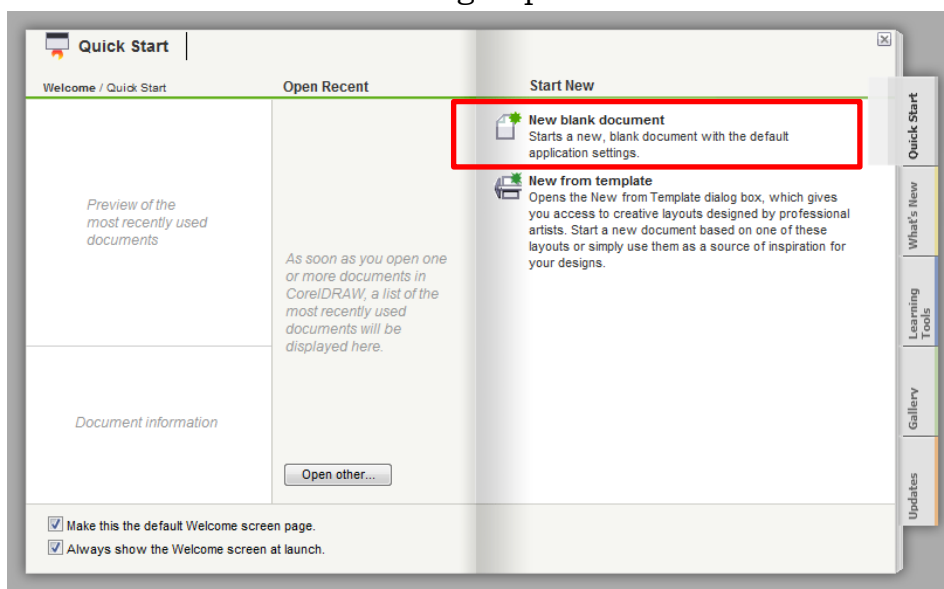 Quick Start
Welcome / Quick Start
Open Recent
Start New
Preview of the
most recently used
documents
Document information
As soon as you open one
or more documents in
CorelDRAW, a list of the
most recently used
documents will be
displayed here.
Open other...
New blank document
Starts a new, blank document with the default
application settings.
New from template
Opens the New from Template dialog box, which gives
you access to creative layouts designed by professional
artists. Start a new document based on one of these
layouts or simply use them as a source of inspiration for
your designs.
Quick Start
What's New
Learning
Tools
Gallery
Updates
Make this the default Welcome screen page.
Always show the Welcome screen at launch.